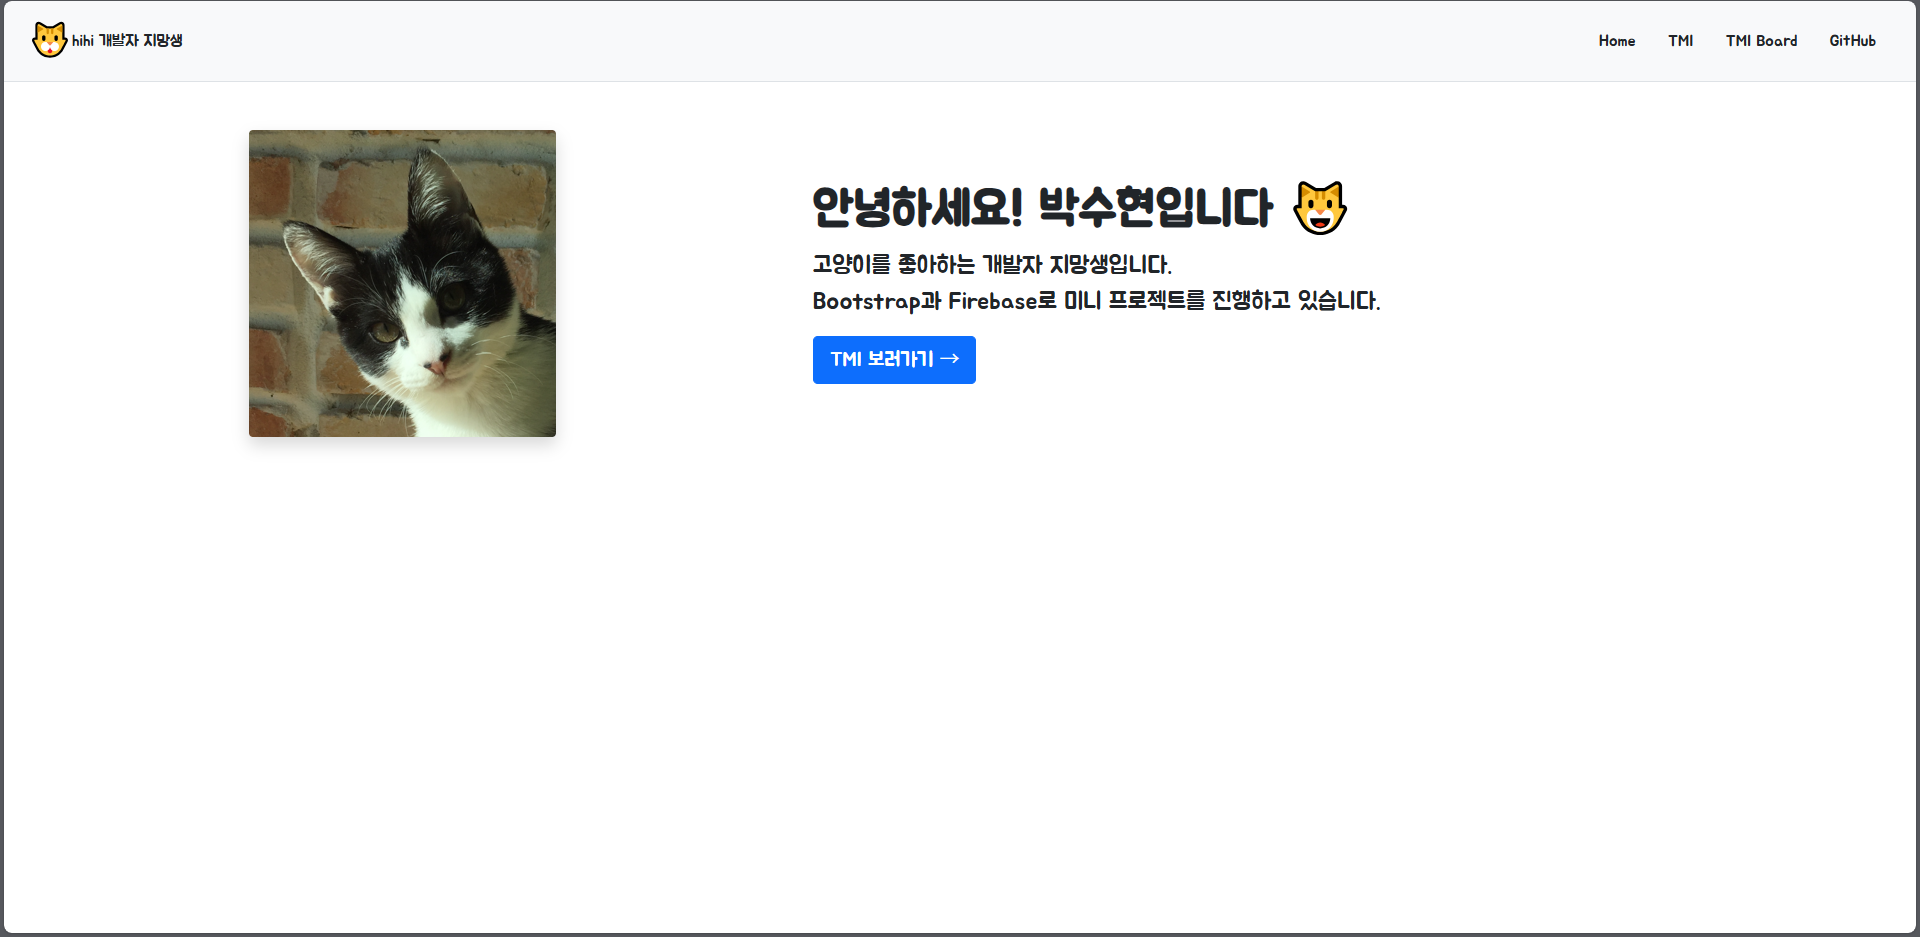 hihi 개발자 지망생
Home TMI TMI Board GitHub
안녕하세요! 박수현입니다
고양이를 좋아하는 개발자 지망생입니다.
Bootstrap과 Firebase로 미니 프로젝트를 진행하고 있습니다.
TMI 보러가기 →